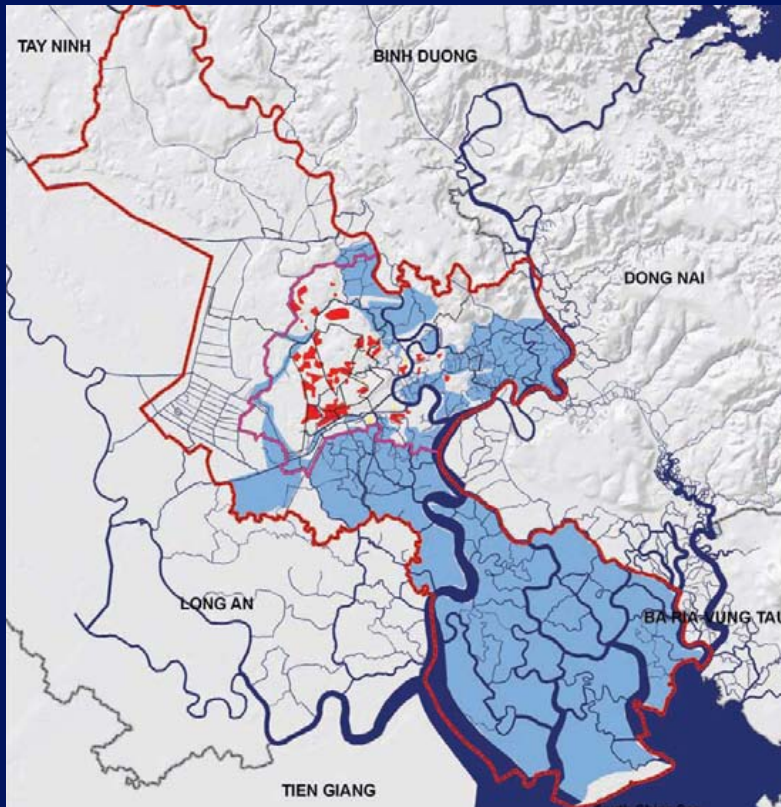 TAY NINH
BINH DUONG
DONG NAI
LONG AN
BA RIA-VUNG TAU
TIEN GIANG